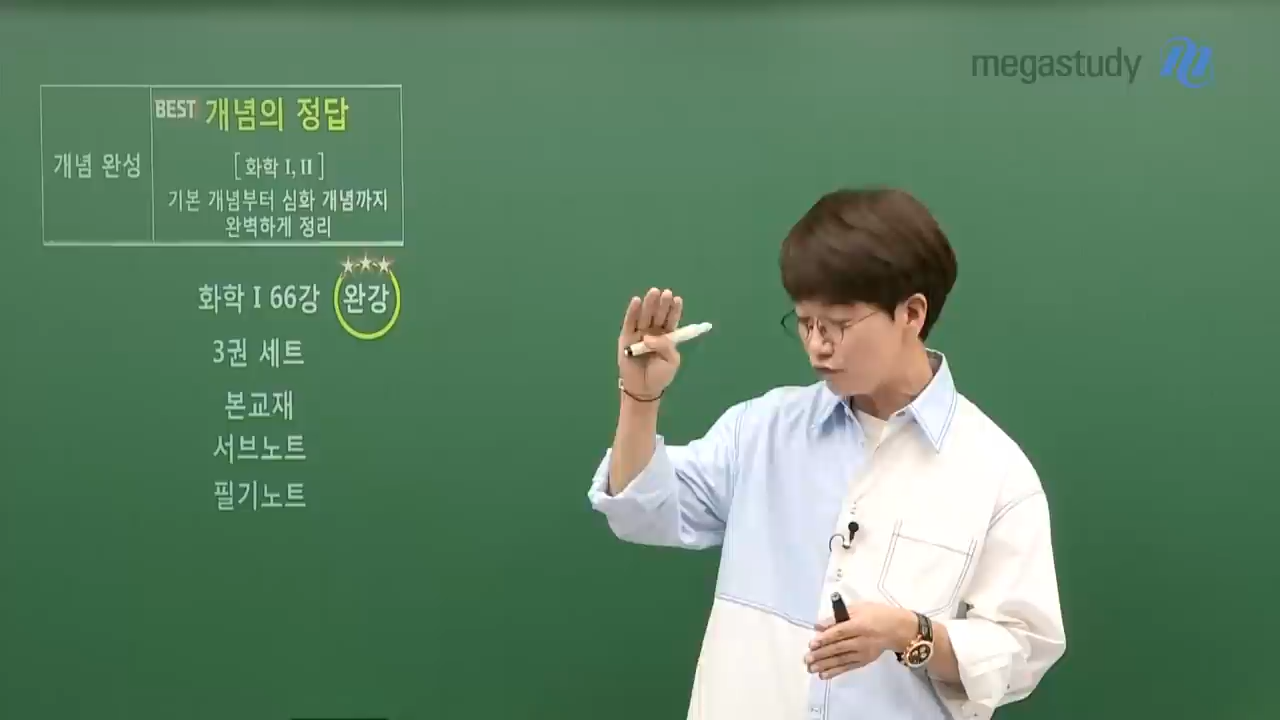 megastudy
BEST 개념의 정답
개념 완성
[화학 I, II]
기본 개념부터 심화 개념까지
완벽하게 정리
화학 I 66강 완강
3권 세트
본교재
서브노트
필기노트